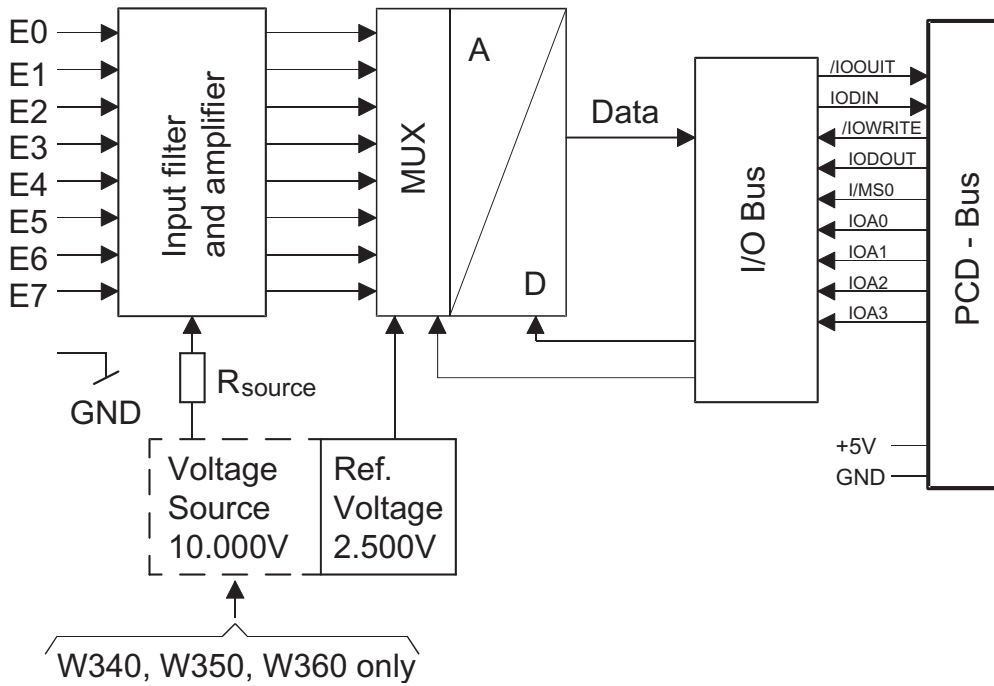 E0
E1
E2
E3
E4
E5
E6
E7
GND
Input filter
and amplifier
MUX
A
D
Data
I/O Bus
/IOOUIT
IODIN
/IOWRITE
IODOUT
I/MS0
IOA0
IOA1
IOA2
IOA3
PCD - Bus
+5V
GND
Rsource
Voltage
Source
10.000V
Ref.
Voltage
2.500V
W340, W350, W360 only